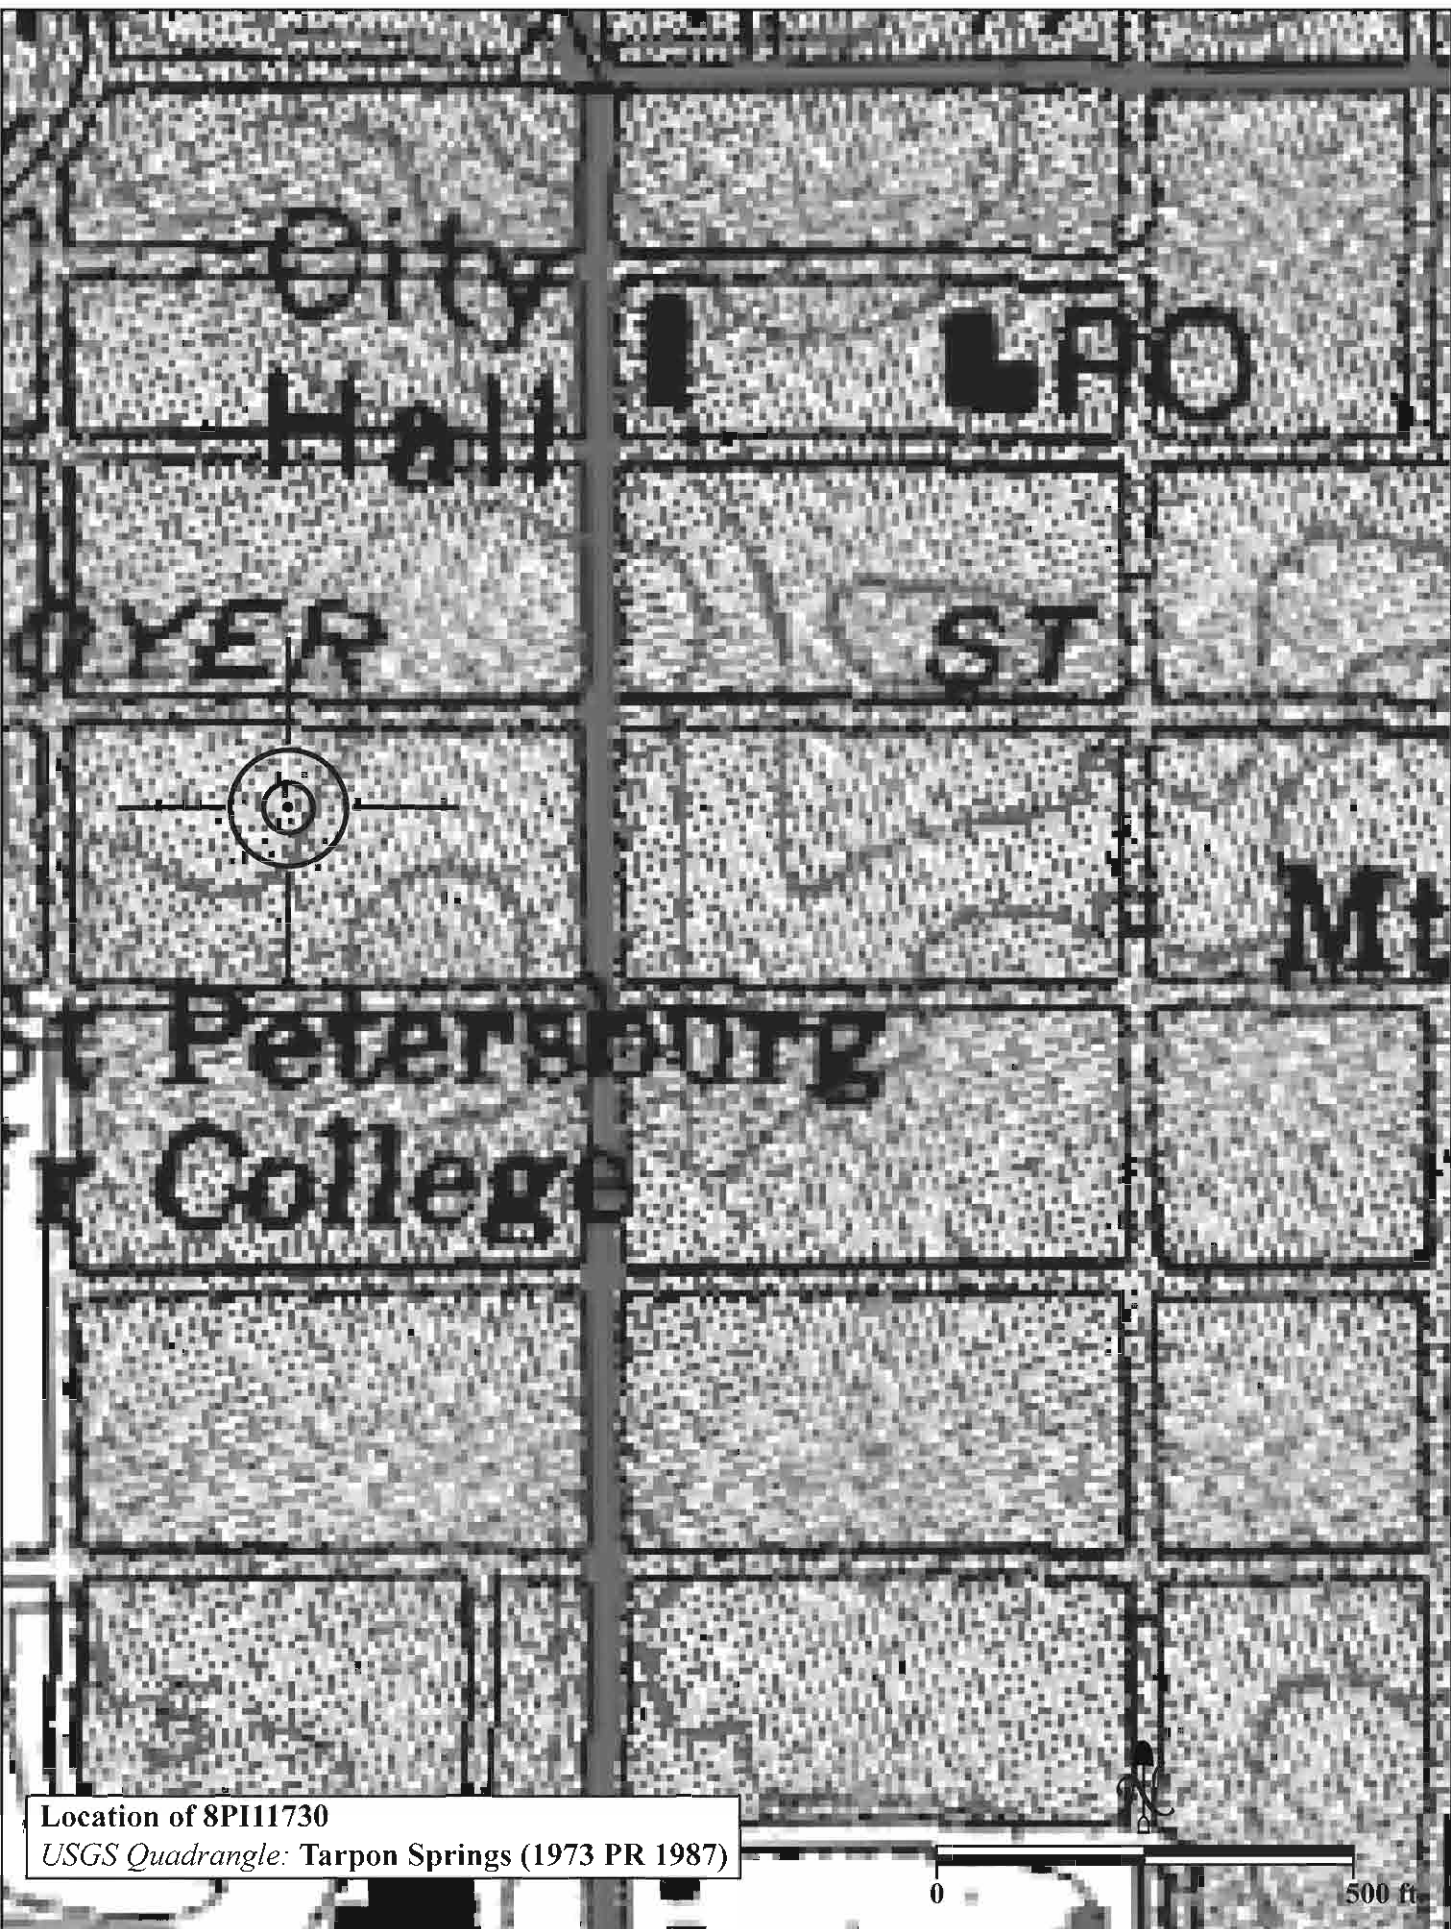 City
Hall
PO
YER ST
Mt
Petersburg
College
Location of 8PI11730
USGS Quadrangle: Tarpon Springs (1973 PR 1987)
0 500 ft.